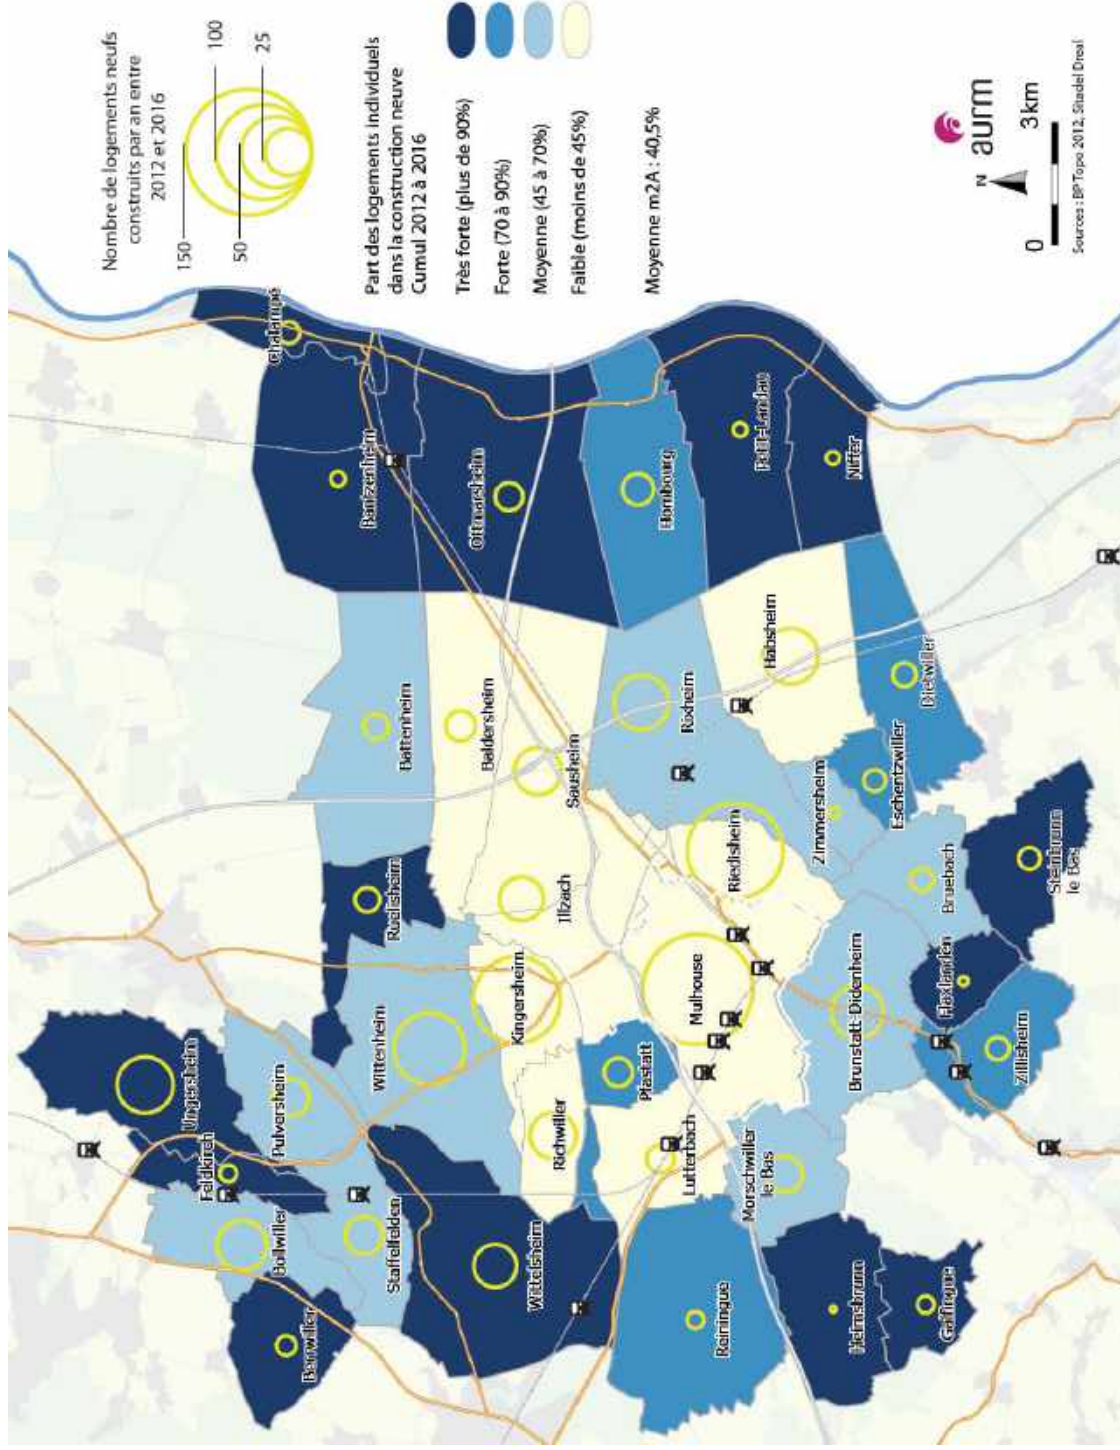 Nombre de logements neufs
construits par an entre
2012 et 2016
150
100
50
25
Part des logements individuels
dans la construction neuve
Cumul 2012 à 2016
Très forte (plus de 90%)
Forte (70 à 90%)
Moyenne (45 à 70%)
Faible (moins de 45%)
Moyenne m2A : 40,5%
aurm
N
0
3km
Sources : BP Topo 2012, Sitadel Dreal
Chalampé
Bantzenheim
Ottmarsheim
Hombourg
Petit-Landau
Niffer
Battenheim
Baldersheim
Sausheim
Rixheim
Habsheim
Dietwiller
Eschentzwiller
Zimmersheim
Riedisheim
Illzach
Ruelisheim
Bruebach
Steinbrunn
le Bas
Flaxlanden
Zillisheim
Brunstatt-Didenheim
Mulhouse
Kingersheim
Wittenheim
Ungersheim
Pulversheim
Feldkirch
Bollwiller
Staffelfelden
Berrwiller
Wittelsheim
Richwiller
Pfastatt
Lutterbach
Morschwiller
le Bas
Reiningue
Heimsbrunn
Galfingue